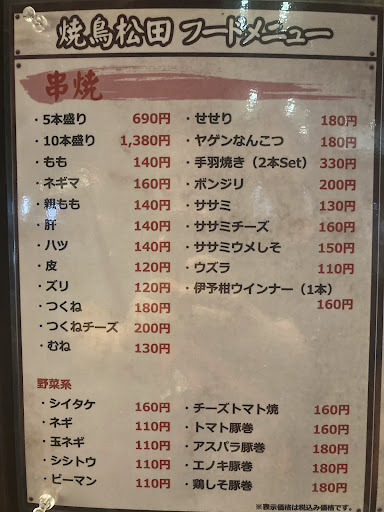 焼鳥松田 フードメニュー
串焼
・5本盛り 690円
・10本盛り 1,380円
・もも 140円
・ネギマ 160円
・親もも 140円
・肝 140円
・ハツ 140円
・皮 120円
・ズリ 120円
・つくね 180円
・つくねチーズ 200円
・むね 130円
・せせり 180円
・ヤゲンなんこつ 180円
・手羽焼き（2本Set） 330円
・ボンジリ 200円
・ササミ 130円
・ササミチーズ 160円
・ササミウメしそ 150円
・ウズラ 110円
・伊予柑ウインナー（1本）
160円
野菜系
・シイタケ 160円
・ネギ 110円
・玉ネギ 110円
・シシトウ 110円
・ピーマン 110円
・チーズトマト焼 160円
・トマト豚巻 160円
・アスパラ豚巻 180円
・エノキ豚巻 180円
・鶏しそ豚巻 180円
※表示価格は税込み価格です。